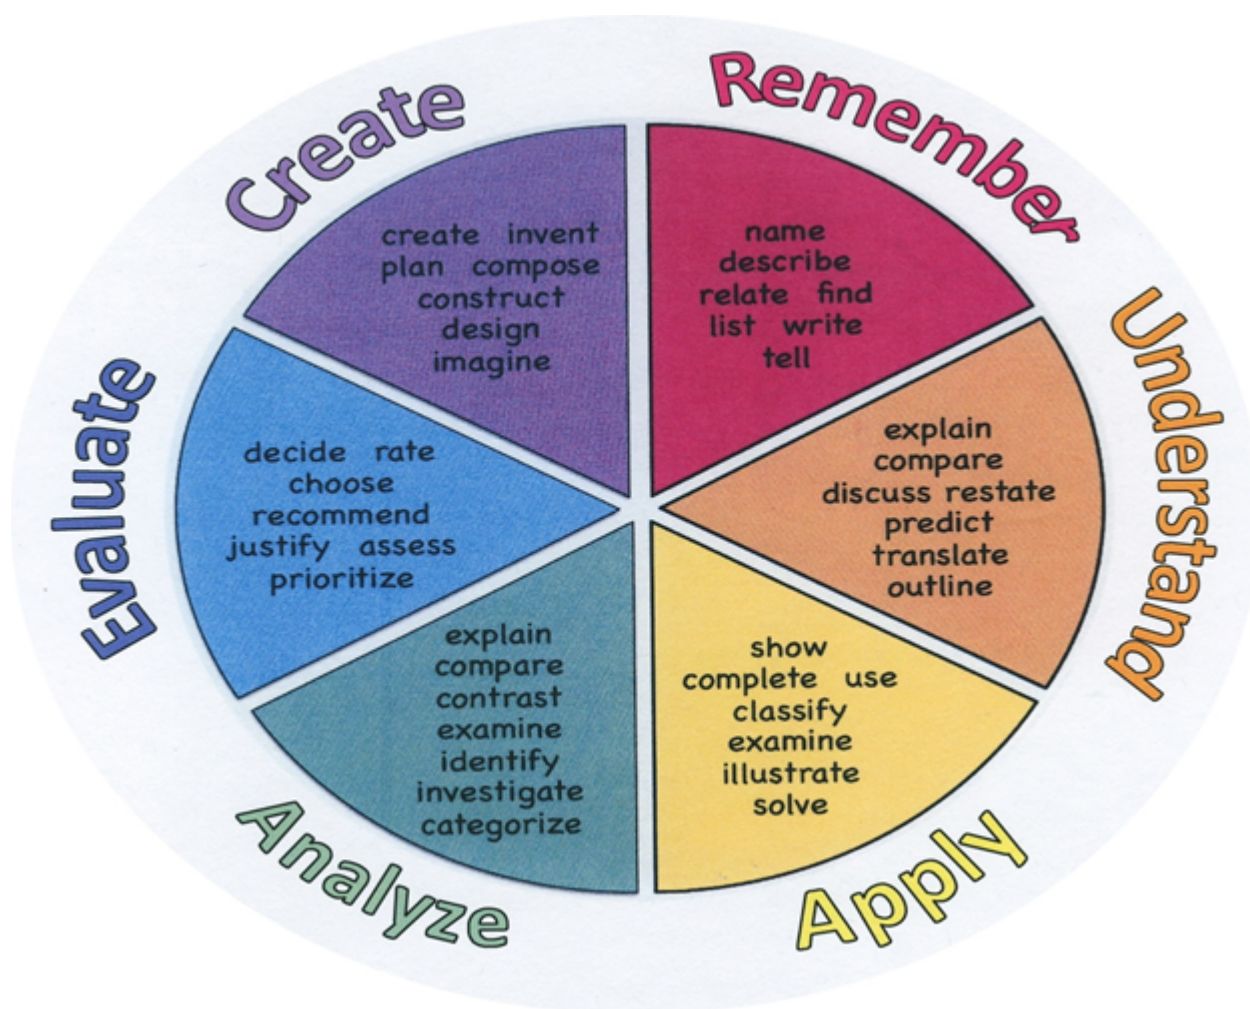 Remember
name
describe
relate find
list write
tell
Understand
explain
compare
discuss restate
predict
translate
outline
Apply
show
complete use
classify
examine
illustrate
solve
Analyze
explain
compare
contrast
examine
identify
investigate
categorize
Evaluate
decide rate
choose
recommend
justify assess
prioritize
Create
create invent
plan compose
construct
design
imagine